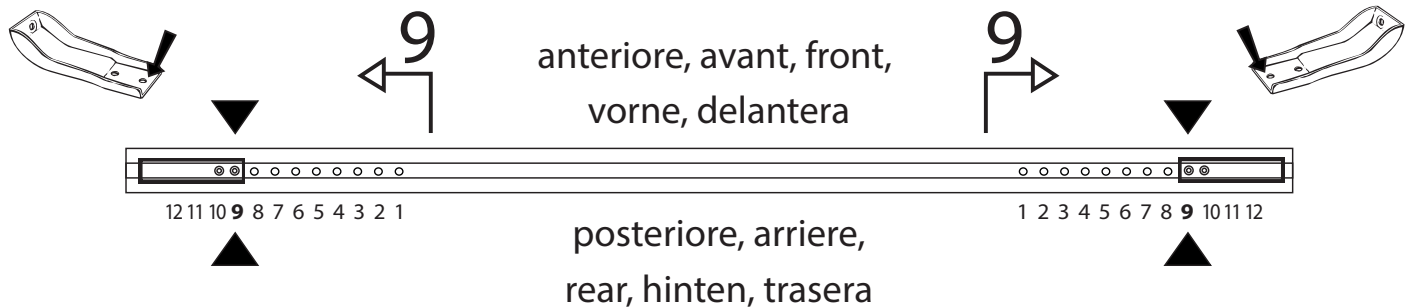 9
9
anteriore, avant, front,
vorne, delantera
12 11 10 9 8 7 6 5 4 3 2 1
1 2 3 4 5 6 7 8 9 10 11 12
posteriore, arriere,
rear, hinten, trasera